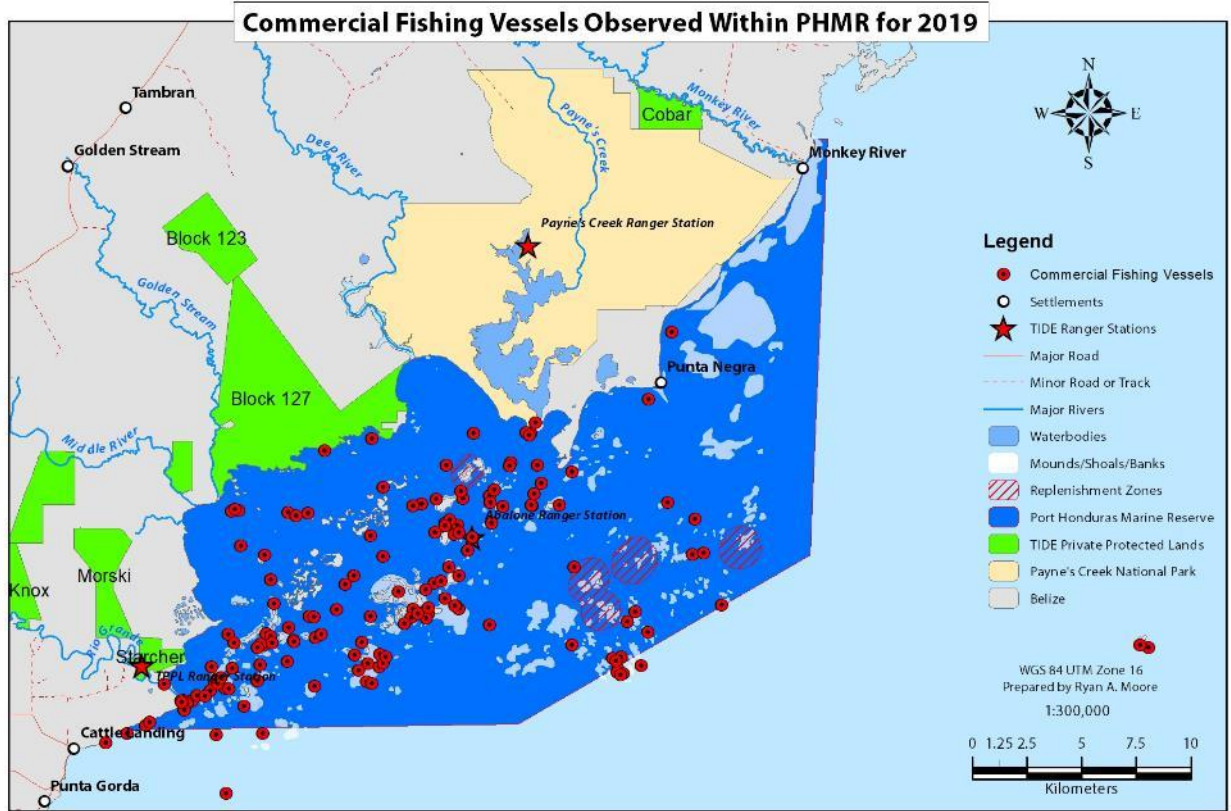 Commercial Fishing Vessels Observed Within PHMR for 2019
Tambran
Golden Stream
Deep River
Payne's Creek
Monkey River
Cobar
Monkey River
N
W E
S
Block 123
Payne's Creek Ranger Station
Golden Stream
Block 127
Punta Negra
Middle River
Abalone Ranger Station
Knox
Morski
Rio Grande
Starcher
TPPL Ranger Station
Cattle Landing
Punta Gorda
Legend
Commercial Fishing Vessels
Settlements
TIDE Ranger Stations
Major Road
Minor Road or Track
Major Rivers
Waterbodies
Mounds/Shoals/Banks
Replenishment Zones
Port Honduras Marine Reserve
TIDE Private Protected Lands
Payne's Creek National Park
Belize
WGS 84 UTM Zone 16
Prepared by Ryan A. Moore
1:300,000
0 1.25 2.5 5 7.5 10
Kilometers